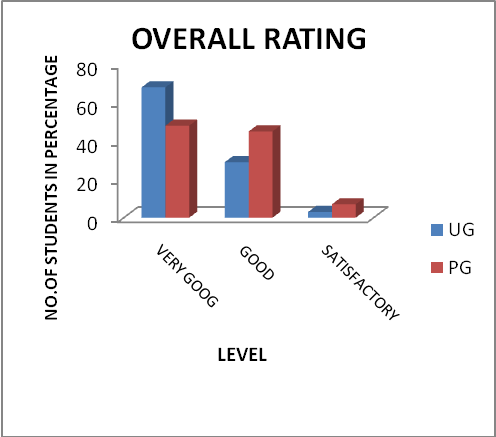 OVERALL RATING
NO.OF STUDENTS IN PERCENTAGE
80
60
40
20
0
VERY GOOG
GOOD
SATISFACTORY
LEVEL
UG
PG